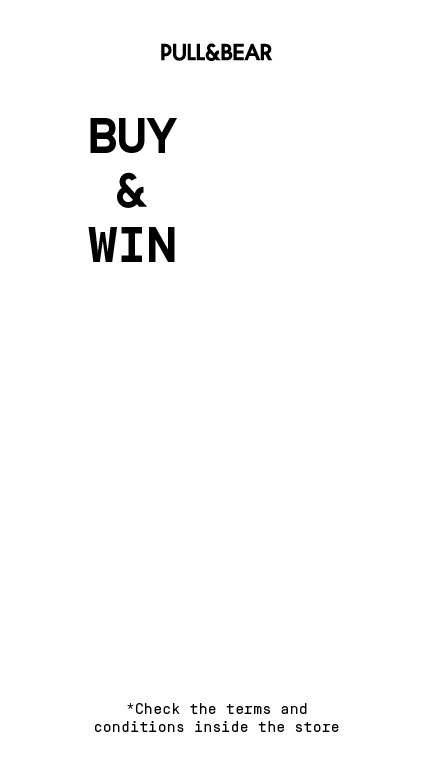 PULL&BEAR
BUY
&
WIN
*Check the terms and
conditions inside the store